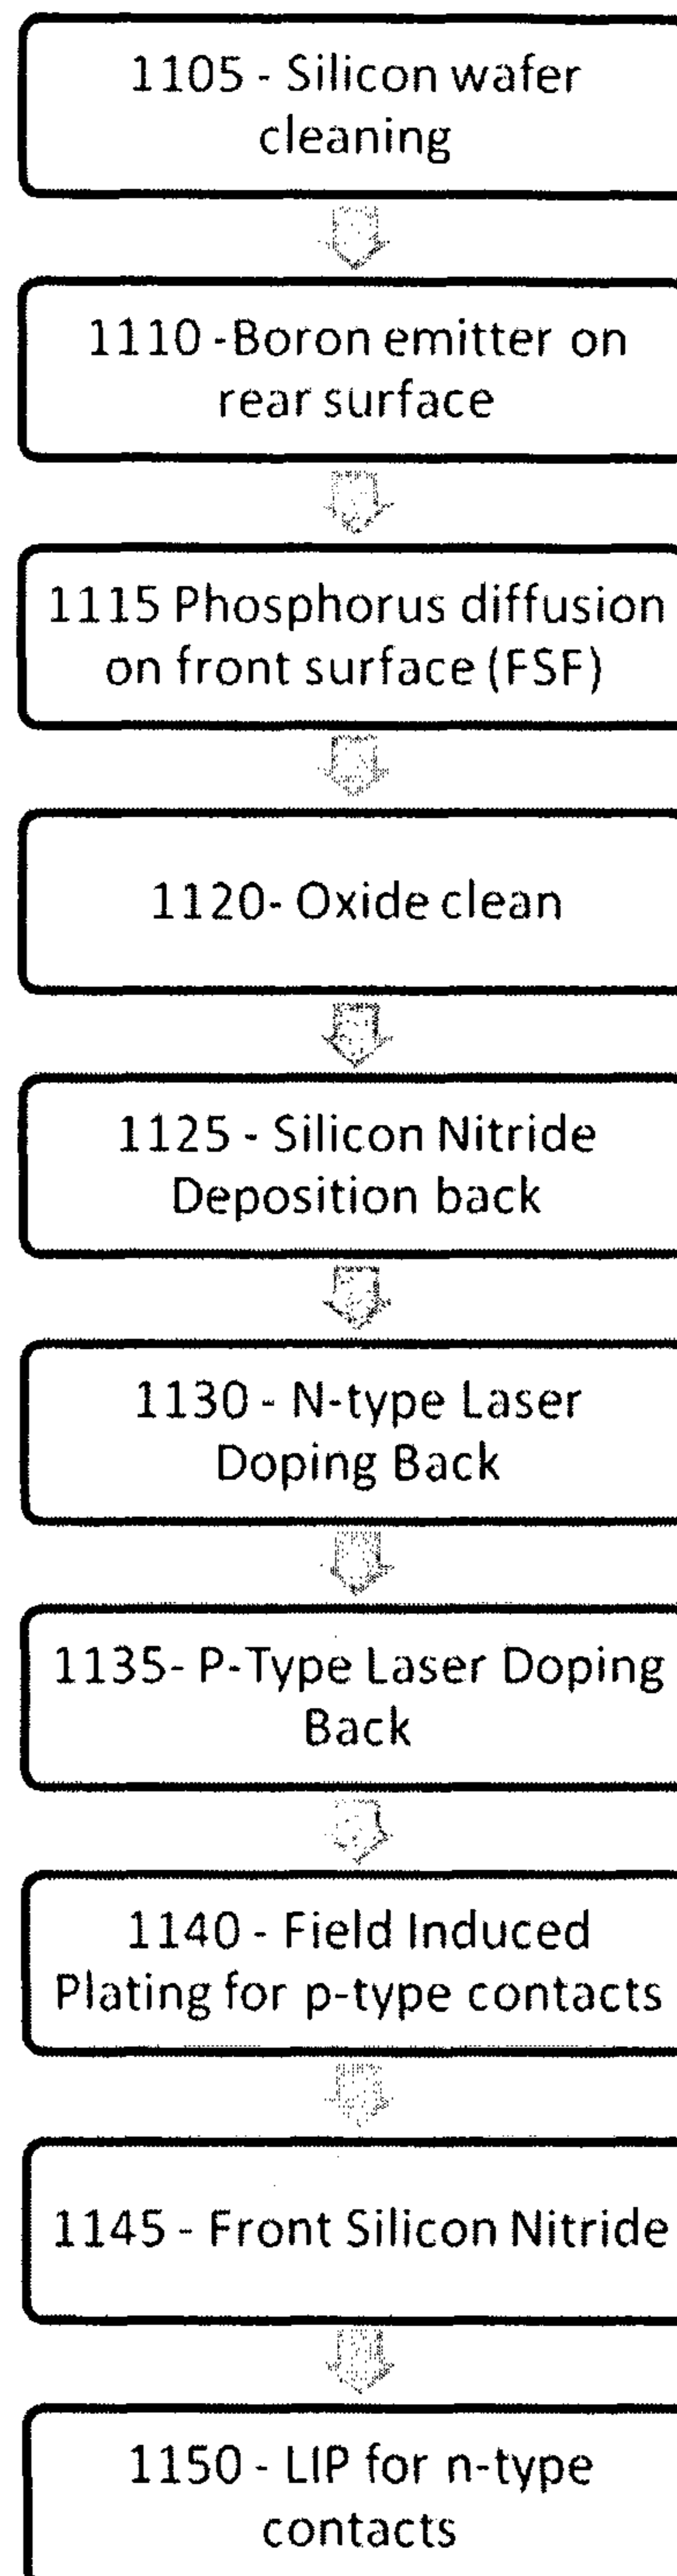 1105 - Silicon wafer
cleaning
1110 -Boron emitter on
rear surface
1115 Phosphorus diffusion
on front surface (FSF)
1120- Oxide clean
1125 - Silicon Nitride
Deposition back
1130 - N-type Laser
Doping Back
1135- P-Type Laser Doping
Back
1140 - Field Induced
Plating for p-type contacts
1145 - Front Silicon Nitride
1150 - LIP for n-type
contacts